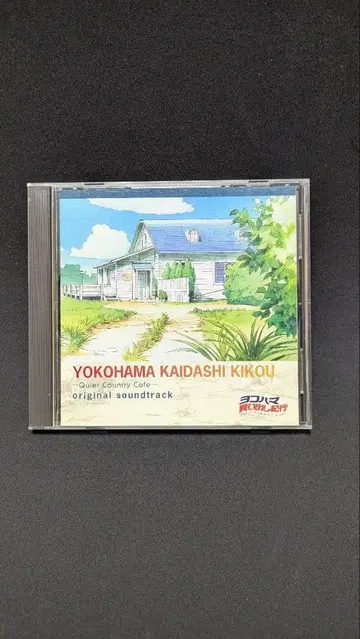 YOKOHAMA KAIDASHI KIKOU
—Quiet Country Cafe—
original soundtrack
ヨコハマ
買い出し紀行